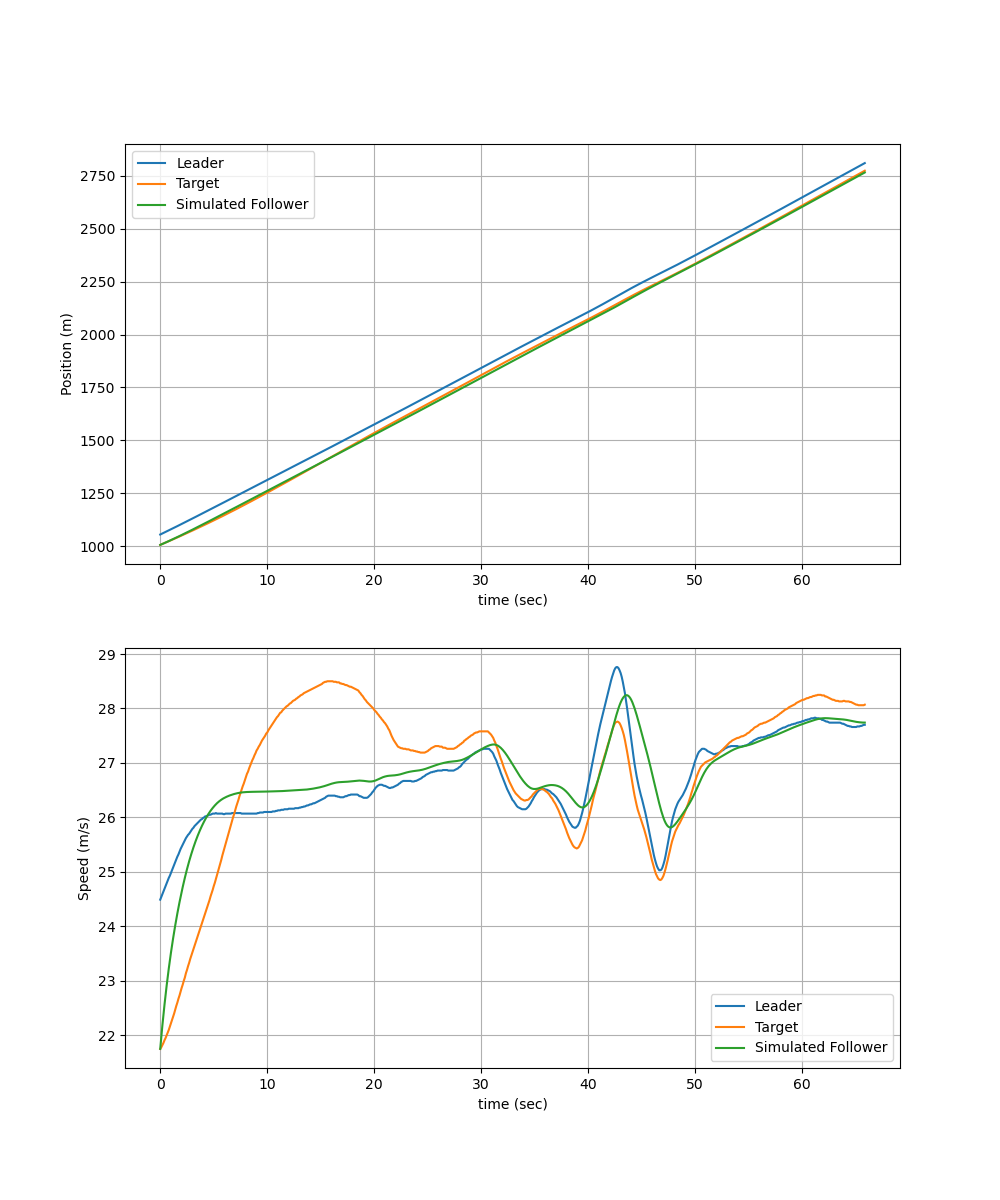 Leader
Target
Simulated Follower
2750
2500
2250
2000
1750
1500
1250
1000
Position (m)
0 10 20 30 40 50 60
time (sec)
29
28
27
26
25
24
23
22
Speed (m/s)
Leader
Target
Simulated Follower
0 10 20 30 40 50 60
time (sec)